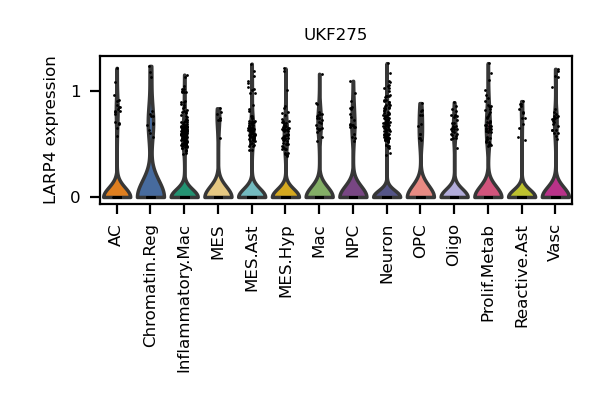 UKF275
LARP4 expression
1
0
AC
Chromatin.Reg
Inflammatory.Mac
MES
MES.Ast
MES.Hyp
Mac
NPC
Neuron
OPC
Oligo
Prolif.Metab
Reactive.Ast
Vasc